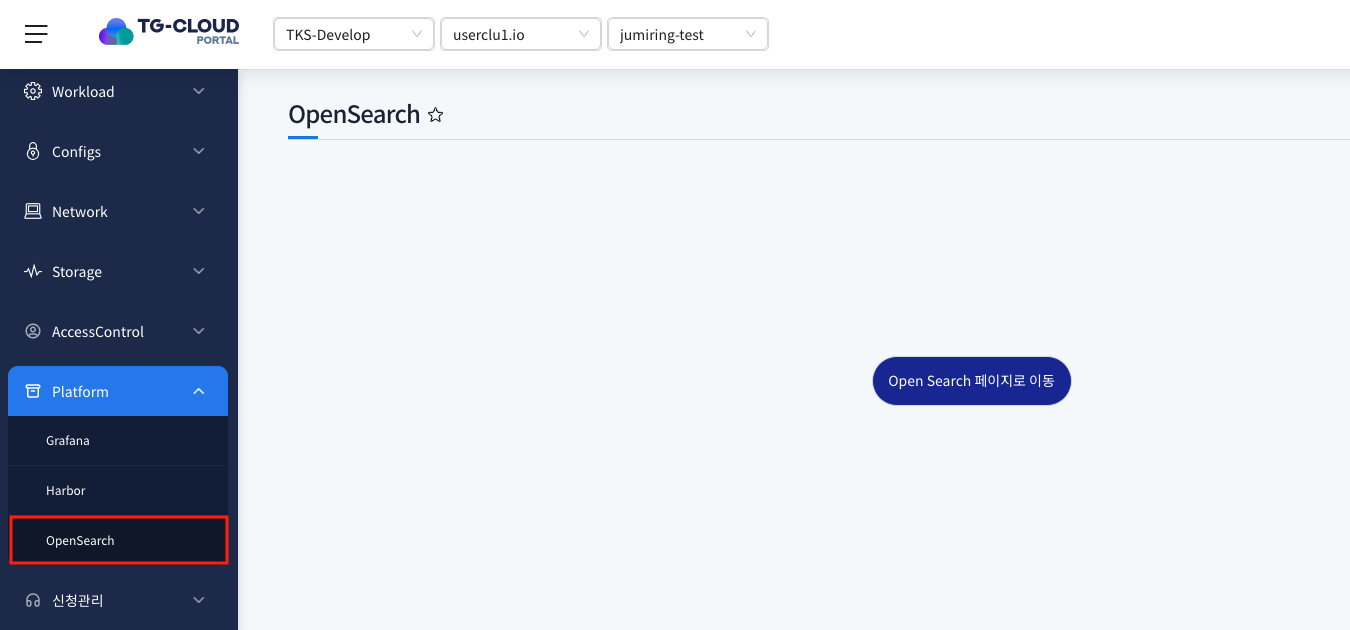 TG-CLOUD
PORTAL
TKS-Develop
userclu1.io
jumiring-test
Workload
Configs
Network
Storage
AccessControl
Platform
Grafana
Harbor
OpenSearch
신청관리
OpenSearch
Open Search 페이지로 이동